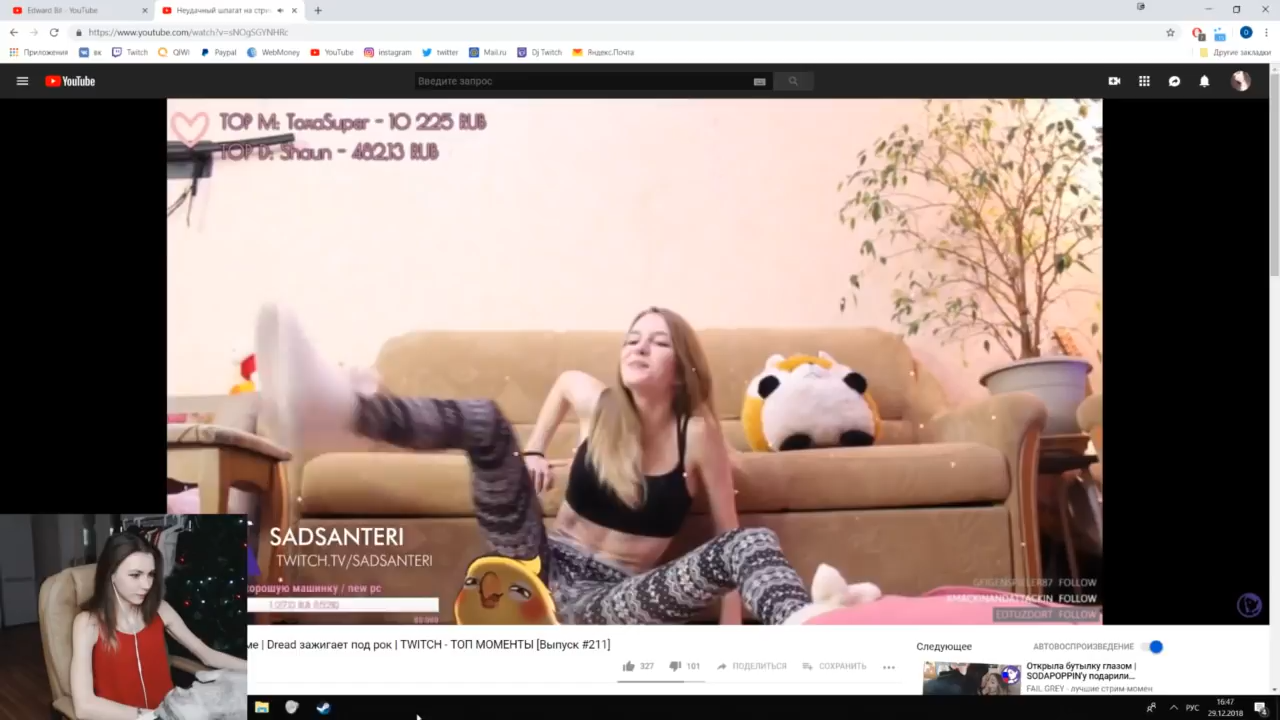 Edward Bil - YouTube
Неудачный шпагат на стри
https://www.youtube.com/watch?v=sNOgSGYNHRc
Приложения вк Twitch QIWI Paypal WebMoney YouTube instagram twitter Mail.ru Dj Twitch Яндекс.Почта Другие закладки
YouTube
Введите запрос
TOP M: ToxaSuper - 10 225 RUB
TOP D: Shaun - 482.13 RUB
SADSANTERI
TWITCH.TV/SADSANTERI
хорошую машинку / new pc
FOLLOW
SMACKINANDATTACKIN FOLLOW
EDTUZDORT FOLLOW
ме | Dread зажигает под рок | TWITCH - ТОП МОМЕНТЫ [Выпуск #211]
327 101 ПОДЕЛИТЬСЯ СОХРАНИТЬ
Следующее АВТОВОСПРОИЗВЕДЕНИЕ
Открыла бутылку глазом |
SODAPOPPIN'у подарили...
FAIL GREY - лучшие стрим-момен
РУС
16:47
29.12.2018
4